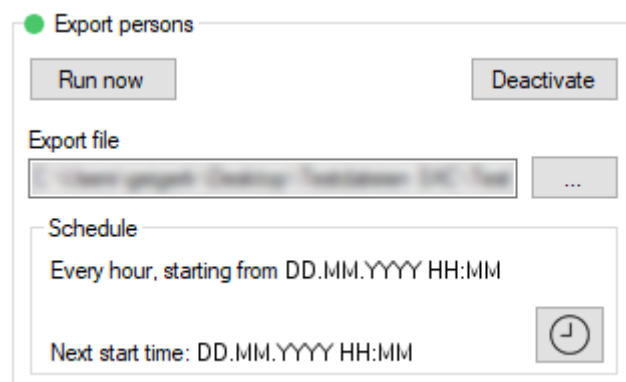 Export persons
Run now
Deactivate
Export file
...
Schedule
Every hour, starting from DD.MM.YYYY HH:MM
Next start time: DD.MM.YYYY HH:MM